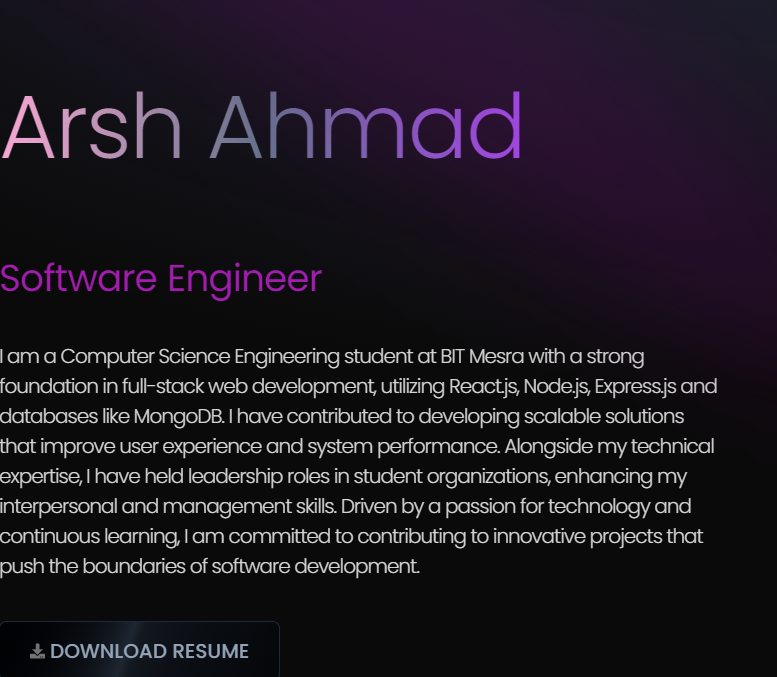 Arsh Ahmad
Software Engineer
I am a Computer Science Engineering student at BIT Mesra with a strong
foundation in full-stack web development, utilizing React.js, Node.js, Express.js and
databases like MongoDB. I have contributed to developing scalable solutions
that improve user experience and system performance. Alongside my technical
expertise, I have held leadership roles in student organizations, enhancing my
interpersonal and management skills. Driven by a passion for technology and
continuous learning, I am committed to contributing to innovative projects that
push the boundaries of software development.
DOWNLOAD RESUME